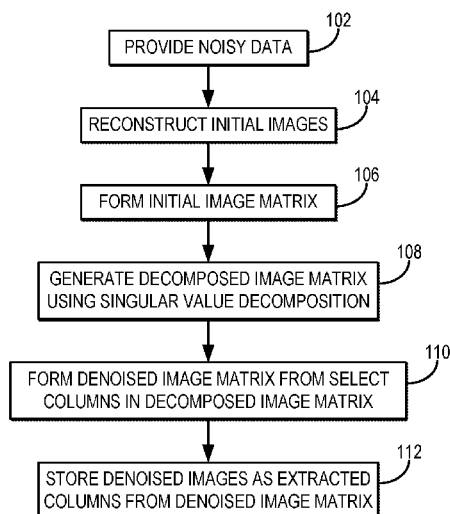 102
PROVIDE NOISY DATA
104
RECONSTRUCT INITIAL IMAGES
106
FORM INITIAL IMAGE MATRIX
108
GENERATE DECOMPOSED IMAGE MATRIX
USING SINGULAR VALUE DECOMPOSITION
110
FORM DENOISED IMAGE MATRIX FROM SELECT
COLUMNS IN DECOMPOSED IMAGE MATRIX
112
STORE DENOISED IMAGES AS EXTRACTED
COLUMNS FROM DENOISED IMAGE MATRIX